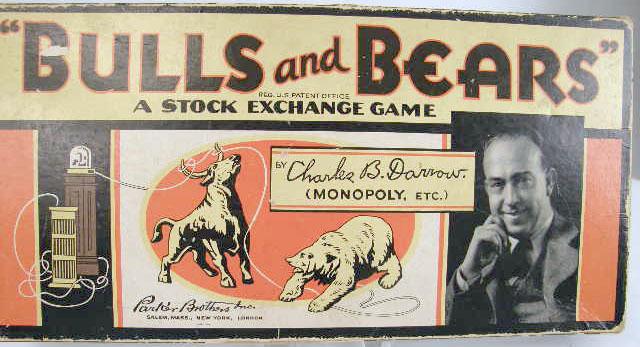 "BULLS and BEARS"
REG. U.S. PATENT OFFICE
A STOCK EXCHANGE GAME
BY Charles B. Darrow.
(MONOPOLY, ETC.)
Parker Brothers Inc.
SALEM, MASS., NEW YORK, LONDON